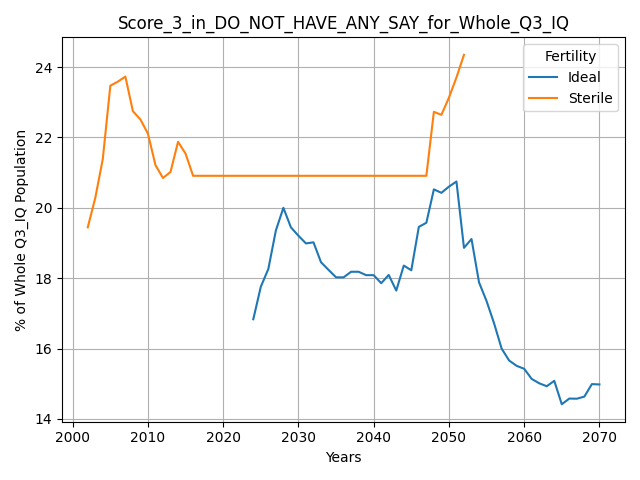 Score_3_in_DO_NOT_HAVE_ANY_SAY_for_Whole_Q3_IQ
Fertility
Ideal
Sterile
% of Whole Q3_IQ Population
24
22
20
18
16
14
2000 2010 2020 2030 2040 2050 2060 2070
Years